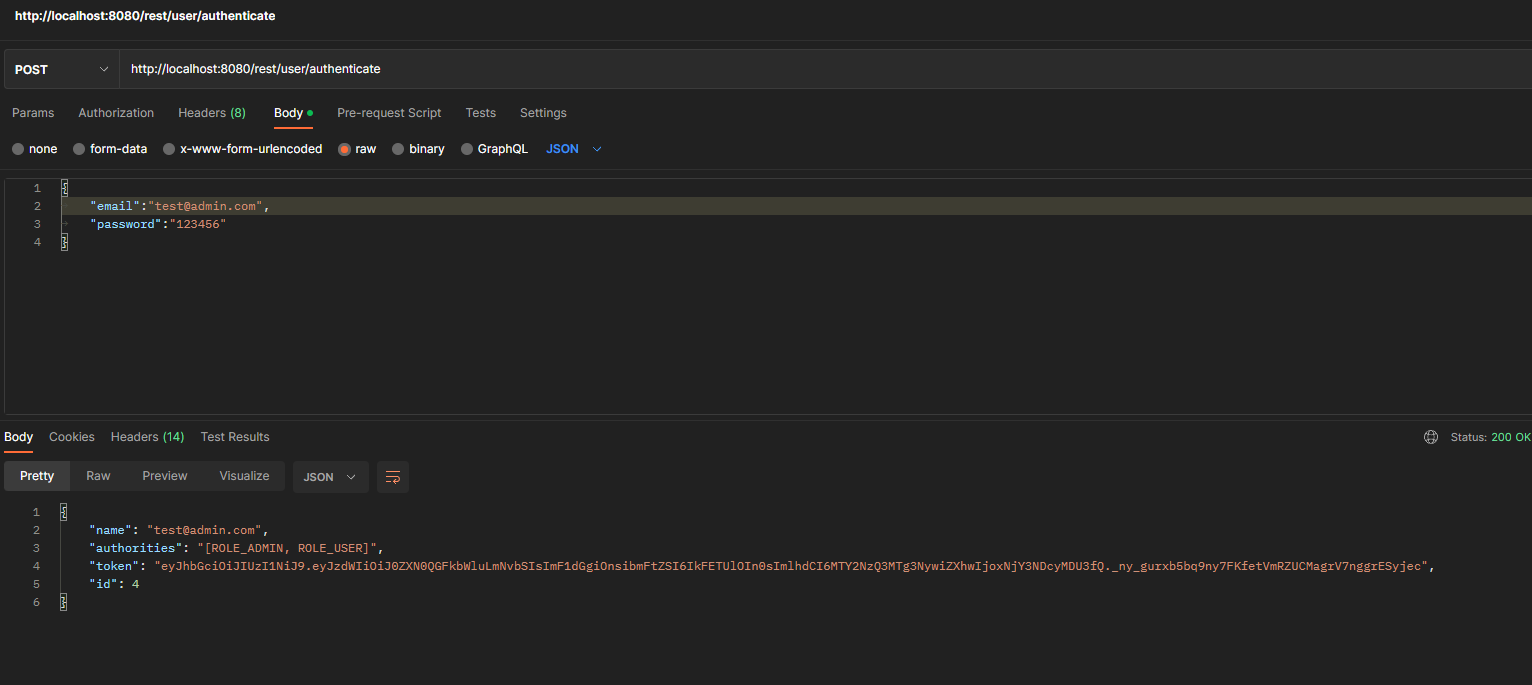 http://localhost:8080/rest/user/authenticate
POST http://localhost:8080/rest/user/authenticate
Params Authorization Headers (8) Body Pre-request Script Tests Settings
none form-data x-www-form-urlencoded raw binary GraphQL JSON
1 {
2 "email":"test@admin.com",
3 "password":"123456"
4 }
Body Cookies Headers (14) Test Results Status: 200 OK
Pretty Raw Preview Visualize JSON
1 {
2 "name": "test@admin.com",
3 "authorities": "[ROLE_ADMIN, ROLE_USER]",
4 "token": "eyJhbGciOiJIUzI1NiJ9.eyJzdWIiOiJ0ZXN0QGFkbWluLmNvbSIsImF1dGgiOnsibmFtZSI6IkFETUlOIn0sImlhdCI6MTY2NzQ3MTg3NywiZXhwIjoxNjY3NDcyMDU3fQ._ny_gurxb5bq9ny7FKfetVmRZUCMagrV7nggrESyjec",
5 "id": 4
6 }